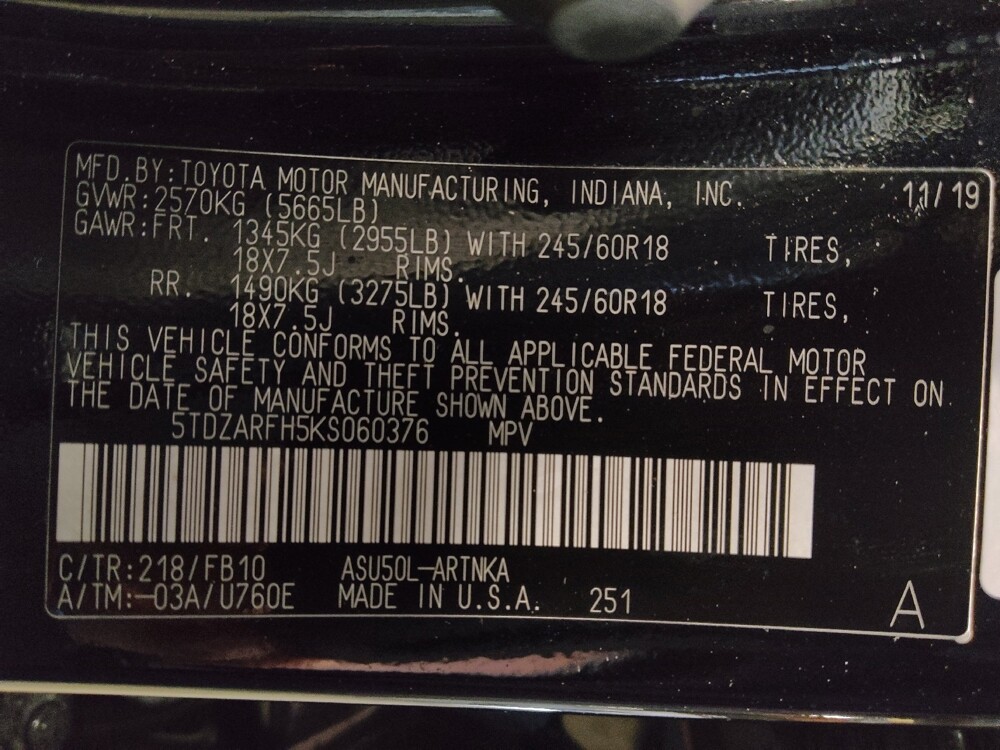 MFD.BY:TOYOTA MOTOR MANUFACTURING, INDIANA, INC. 11/19
GVWR:2570KG (5665LB)
GAWR:FRT. 1345KG (2955LB) WITH 245/60R18 TIRES,
18X7.5J RIMS.
RR. 1490KG (3275LB) WITH 245/60R18 TIRES,
18X7.5J RIMS.
THIS VEHICLE CONFORMS TO ALL APPLICABLE FEDERAL MOTOR
VEHICLE SAFETY AND THEFT PREVENTION STANDARDS IN EFFECT ON
THE DATE OF MANUFACTURE SHOWN ABOVE.
5TDZARFH5KS060376 MPV
C/TR:218/FB10 ASU50L-ARTNKA
A/TM:-03A/U760E MADE IN U.S.A. 251
A